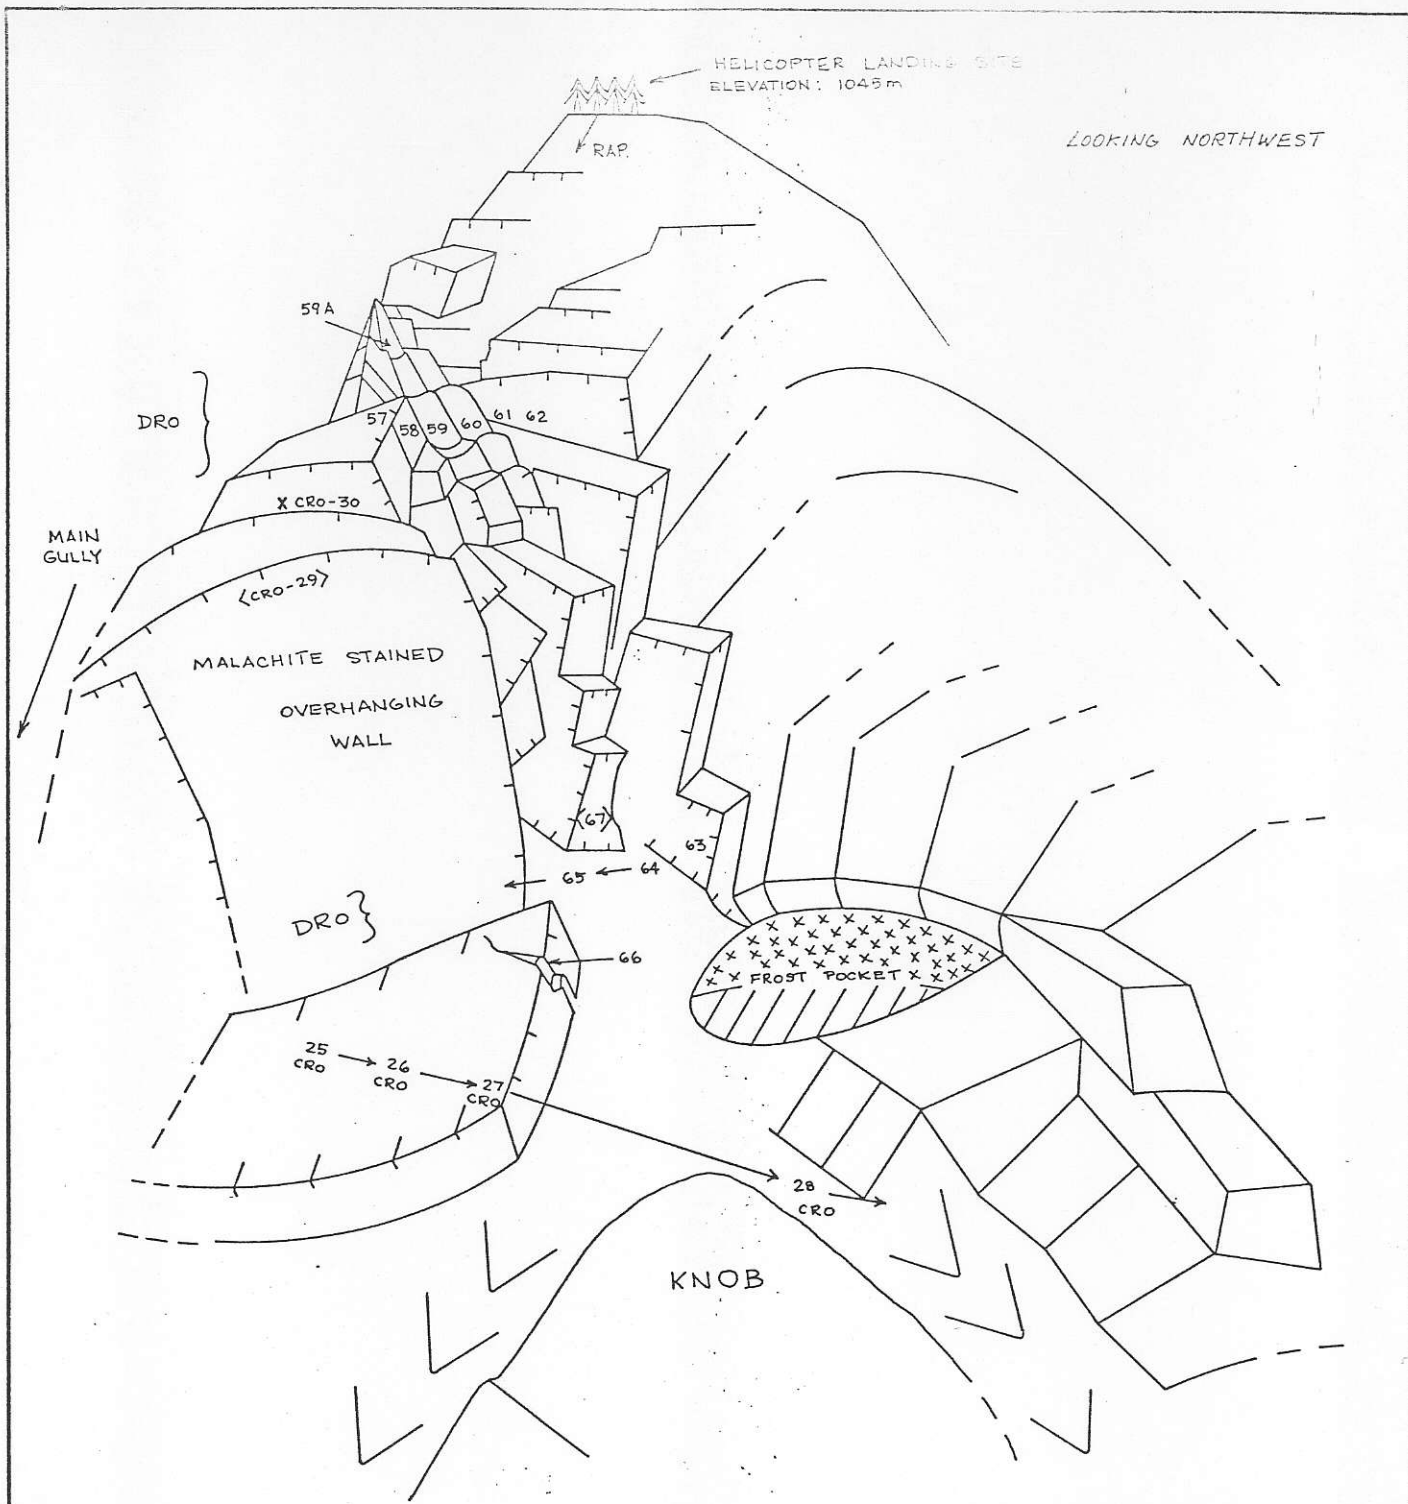 HELICOPTER LANDING SITE
ELEVATION: 1045m
LOOKING NORTHWEST
RAP.
59A
DRO
57
58
59
60
61
62
X CRO-30
MAIN
GULLY
<CRO-29>
MALACHITE STAINED
OVERHANGING
WALL
<67>
63
65
64
DRO
66
FROST POCKET
25
CRO
26
CRO
27
CRO
28
CRO
KNOB